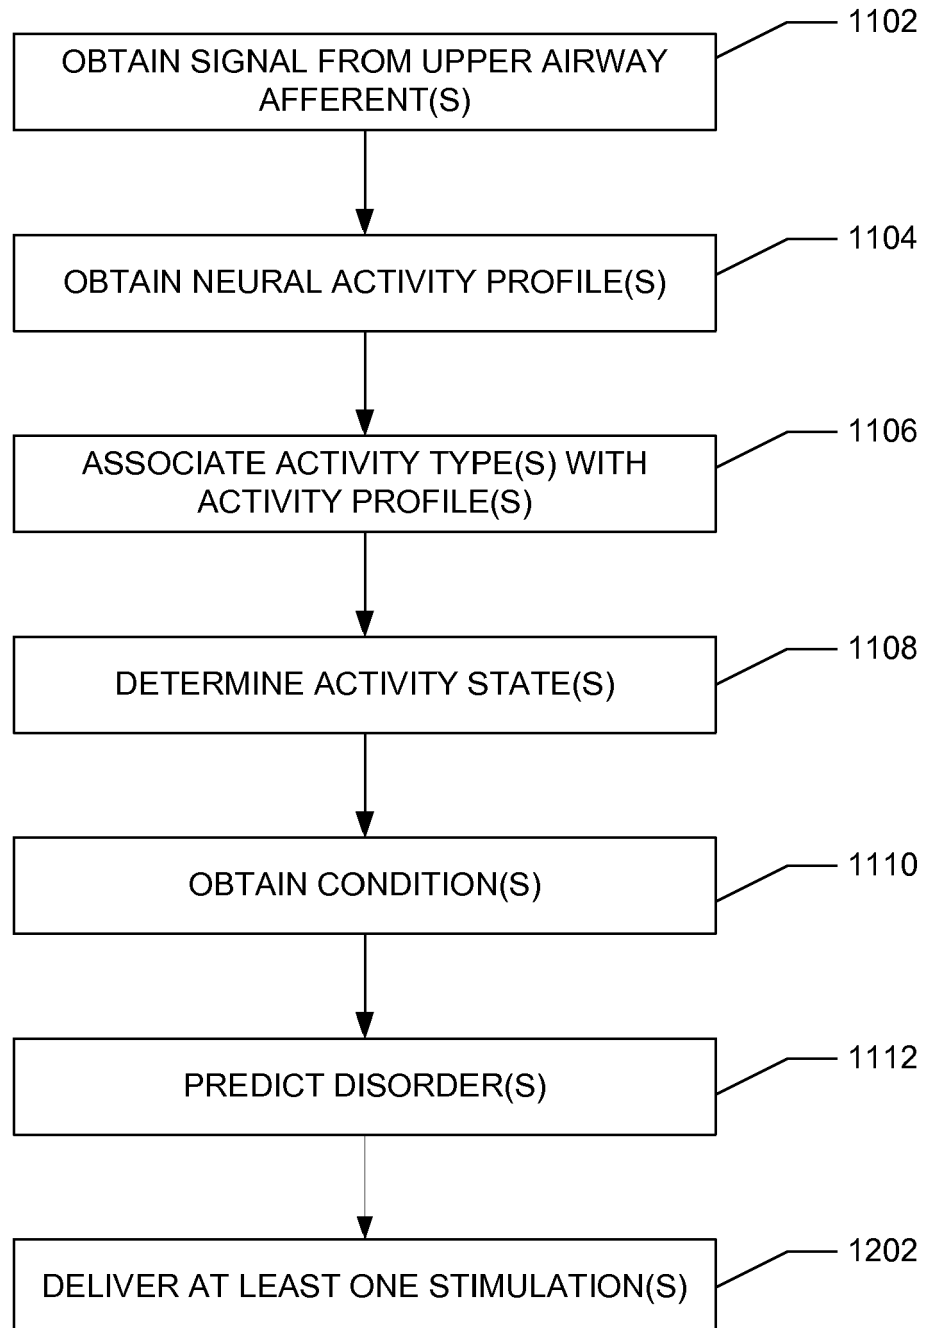 1102
OBTAIN SIGNAL FROM UPPER AIRWAY
AFFERENT(S)
1104
OBTAIN NEURAL ACTIVITY PROFILE(S)
1106
ASSOCIATE ACTIVITY TYPE(S) WITH
ACTIVITY PROFILE(S)
1108
DETERMINE ACTIVITY STATE(S)
1110
OBTAIN CONDITION(S)
1112
PREDICT DISORDER(S)
1202
DELIVER AT LEAST ONE STIMULATION(S)